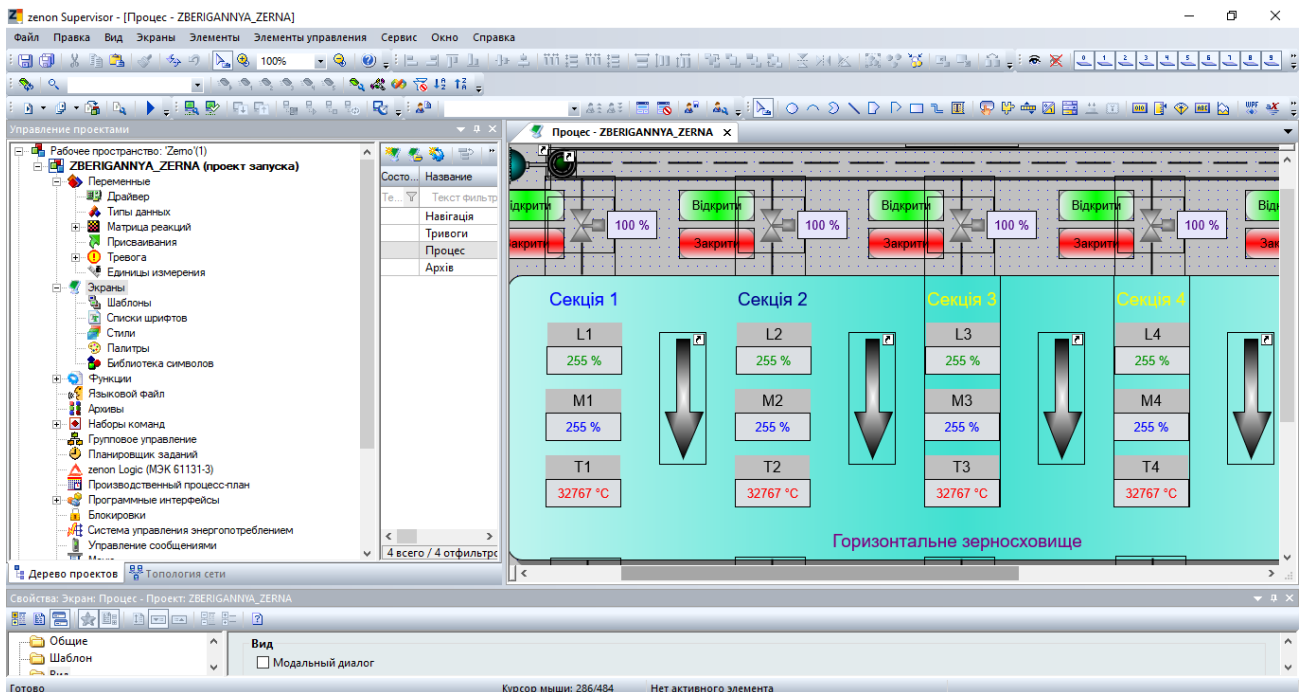 zenon Supervisor - [Процес - ZBERIGANNYA_ZERNA]
Файл Правка Вид Экраны Элементы Элементы управления Сервис Окно Справка
100%
Управление проектами
Процес - ZBERIGANNYA_ZERNA
Рабочее пространство: 'Zemo'(1)
ZBERIGANNYA_ZERNA (проект запуска)
Переменные
Драйвер
Типы данных
Матрица реакций
Присваивания
Тревога
Единицы измерения
Экраны
Шаблоны
Списки шрифтов
Стили
Палитры
Библиотека символов
Функции
Языковой файл
Архивы
Наборы команд
Групповое управление
Планировщик заданий
zenon Logic (МЭК 61131-3)
Производственный процесс-план
Программные интерфейсы
Блокировки
Система управления энергопотреблением
Управление сообщениями
Дерево проектов Топология сети
Состо... Название
Те... Текст фильтр
Навігація
Тривоги
Процес
Архів
4 всего / 4 отфильтро
Відкрити Відкрити Відкрити
100 % 100 % 100 % 100 %
Закрити Закрити Закрити
Секція 1 Секція 2 Секція 3 Секція 4
L1 L2 L3 L4
255 % 255 % 255 % 255 %
M1 M2 M3 M4
255 % 255 % 255 % 255 %
T1 T2 T3 T4
32767 °C 32767 °C 32767 °C 32767 °C
Горизонтальне зерносховище
Свойства: Экран: Процес - Проект: ZBERIGANNYA_ZERNA
Общие
Шаблон
Вид
Модальный диалог
Готово Курсор мыши: 286/484 Нет активного элемента